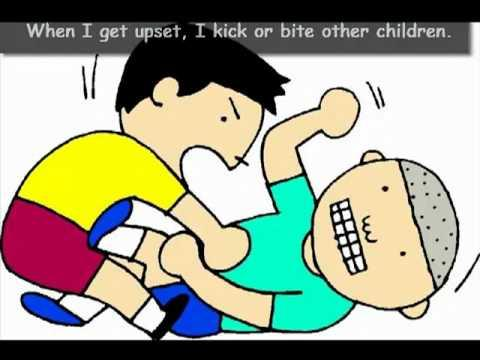 When I get upset, I kick or bite other children.